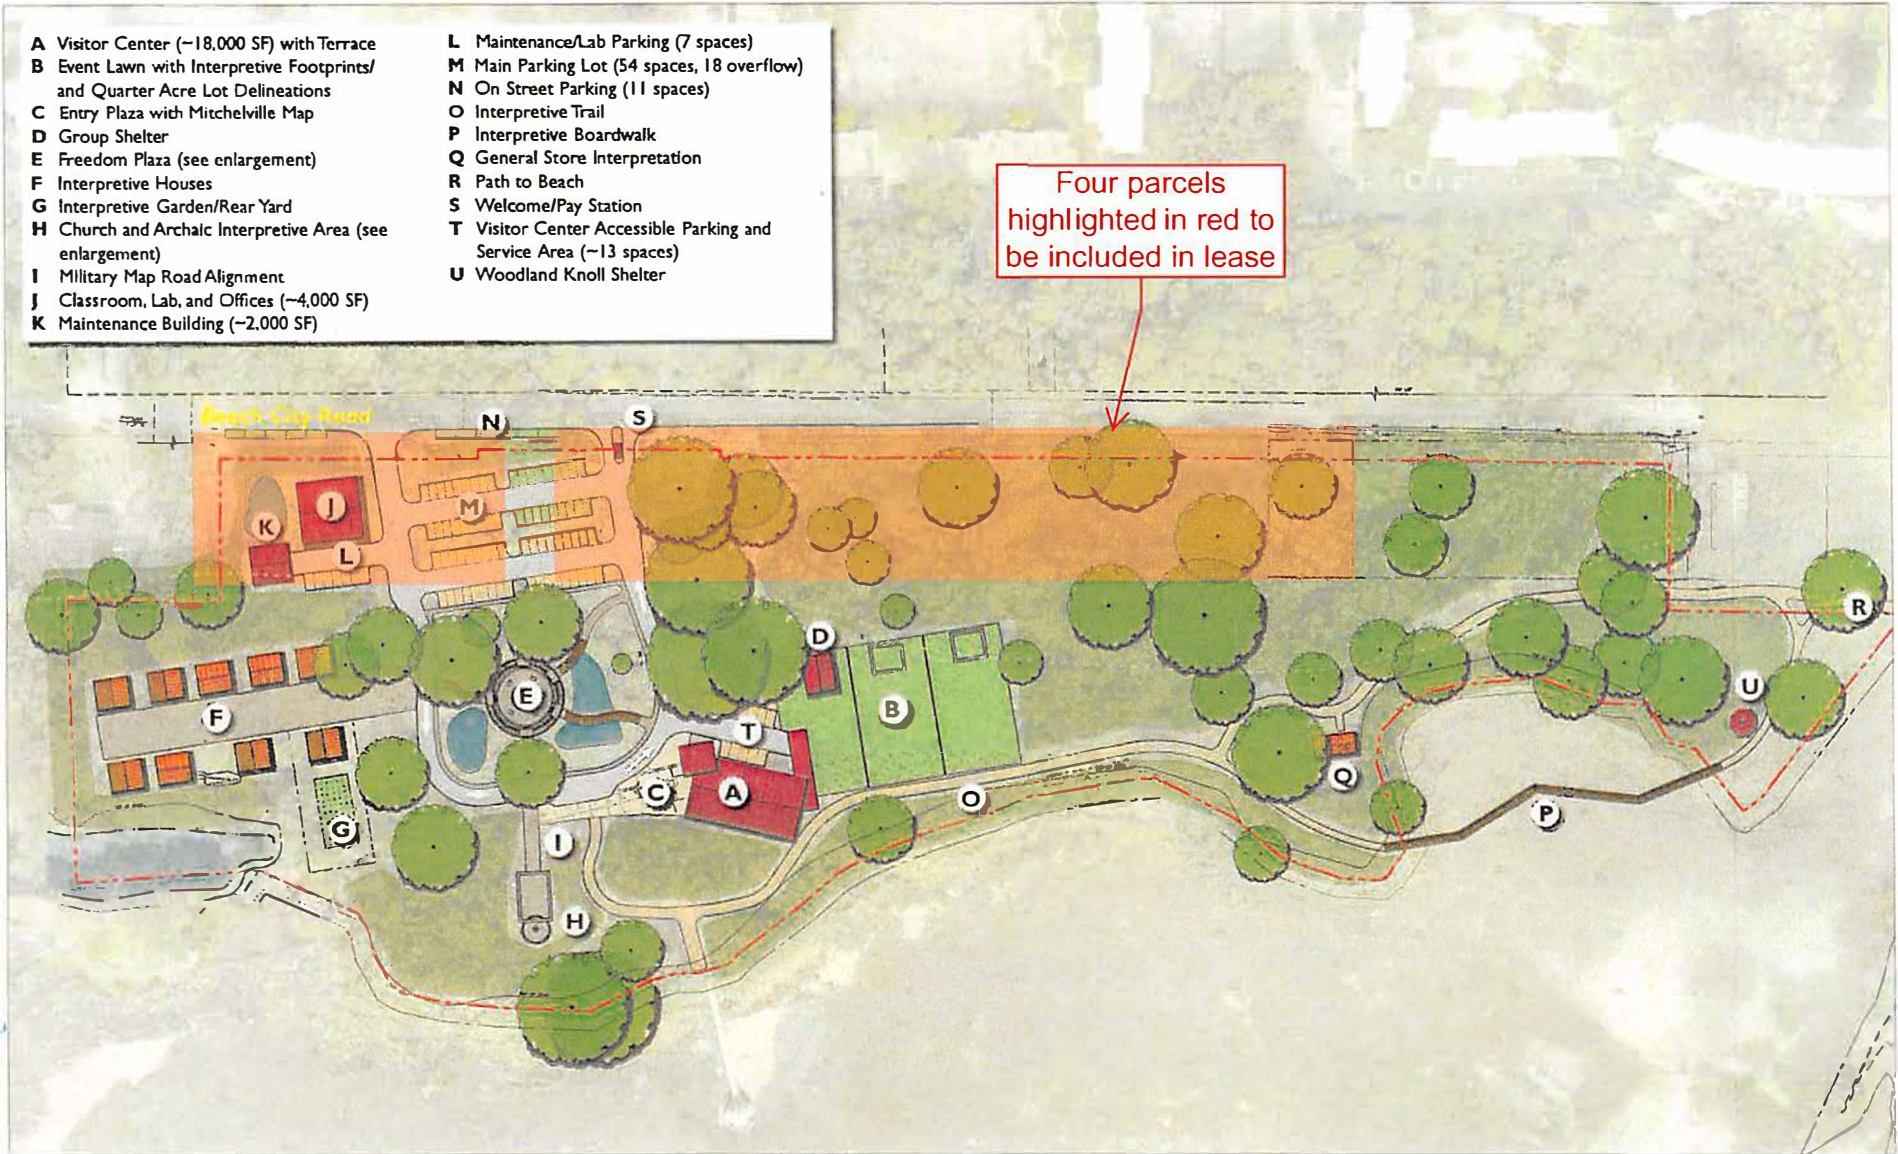 A Visitor Center (~18,000 SF) with Terrace
B Event Lawn with Interpretive Footprints/
and Quarter Acre Lot Delineations
C Entry Plaza with Mitchelville Map
D Group Shelter
E Freedom Plaza (see enlargement)
F Interpretive Houses
G Interpretive Garden/Rear Yard
H Church and Archaic Interpretive Area (see
enlargement)
I Military Map Road Alignment
J Classroom, Lab, and Offices (~4,000 SF)
K Maintenance Building (~2,000 SF)
L Maintenance/Lab Parking (7 spaces)
M Main Parking Lot (54 spaces, 18 overflow)
N On Street Parking (11 spaces)
O Interpretive Trail
P Interpretive Boardwalk
Q General Store Interpretation
R Path to Beach
S Welcome/Pay Station
T Visitor Center Accessible Parking and
Service Area (~13 spaces)
U Woodland Knoll Shelter
Four parcels
highlighted in red to
be included in lease
Beach City Road
N
S
J
M
K
L
R
D
U
E
B
F
T
Q
A
C
O
P
G
I
H